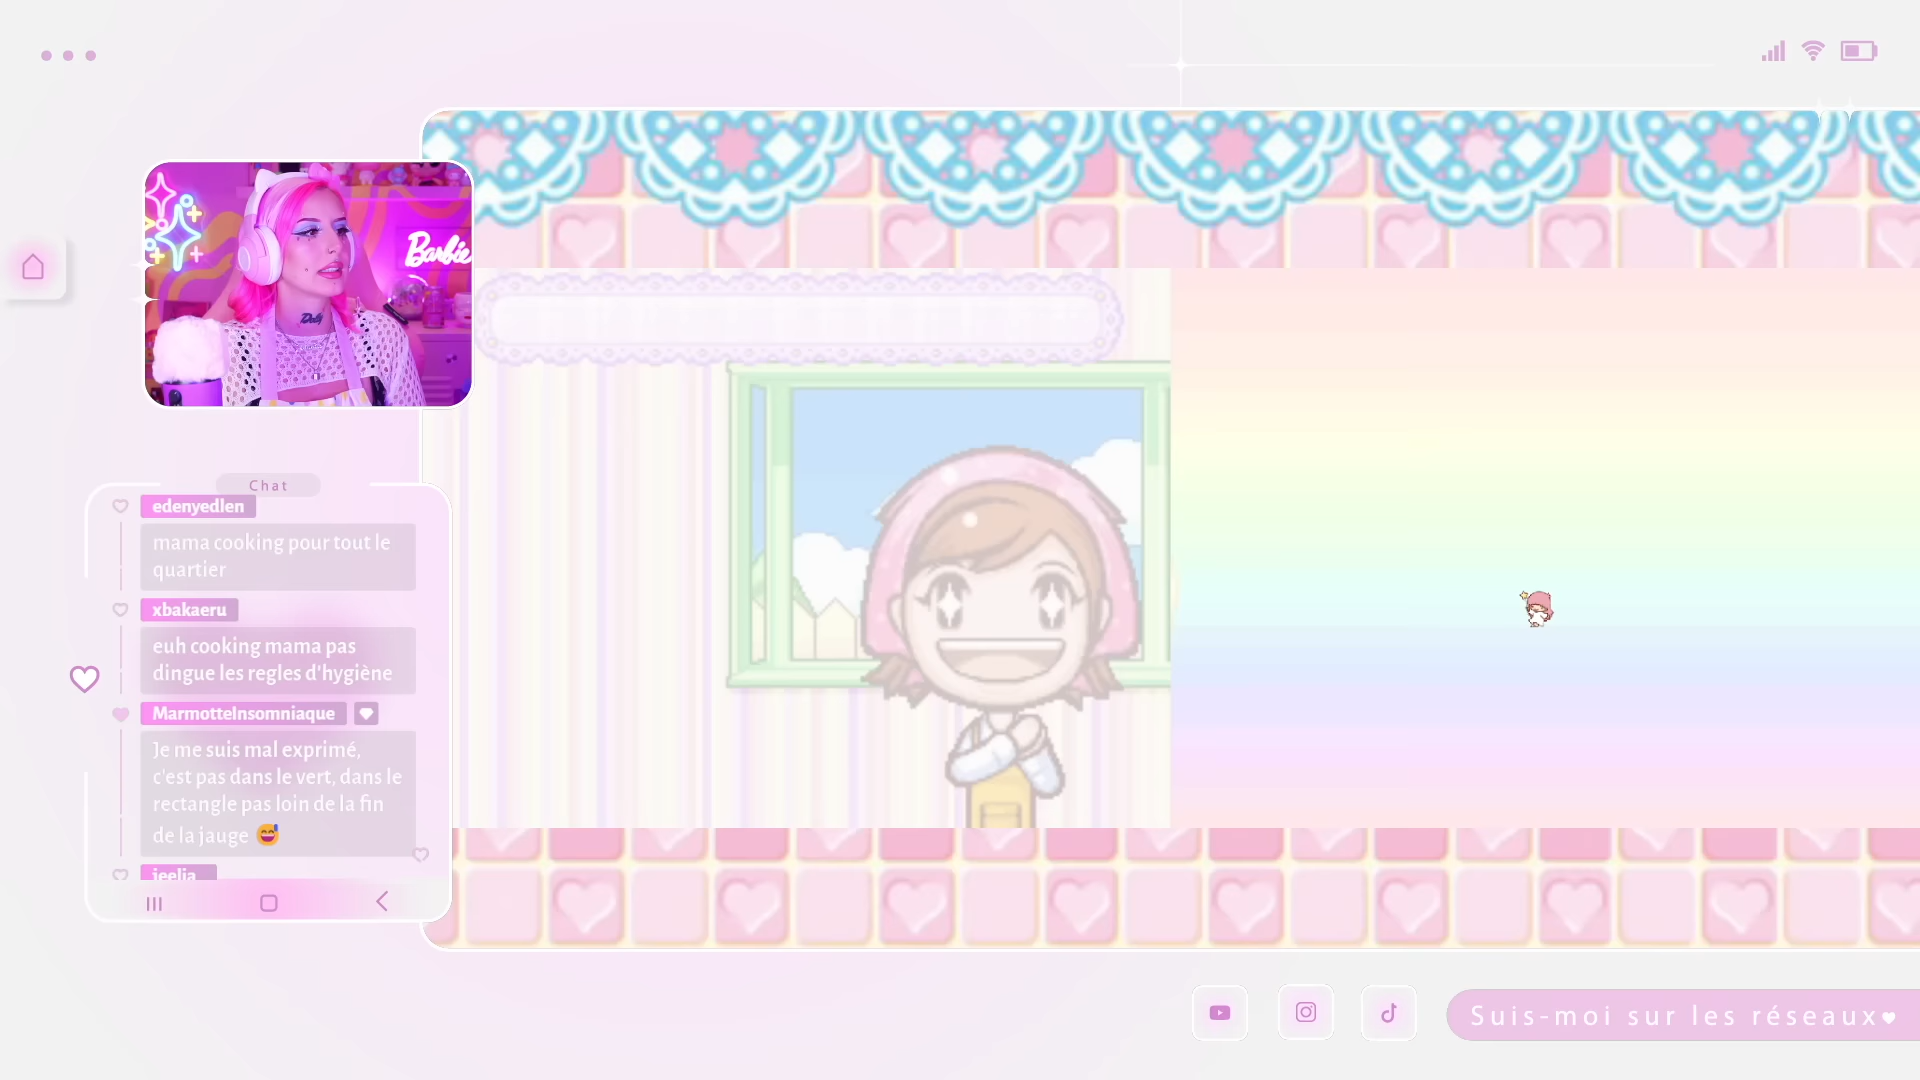 Barbie
Dolly
Chat
edenyedlen
mama cooking pour tout le
quartier
xbakaeru
euh cooking mama pas
dingue les regles d'hygiène
MarmotteInsomniaque
Je me suis mal exprimé,
c'est pas dans le vert, dans le
rectangle pas loin de la fin
de la jauge 😅
jeelia
Suis-moi sur les réseaux♥